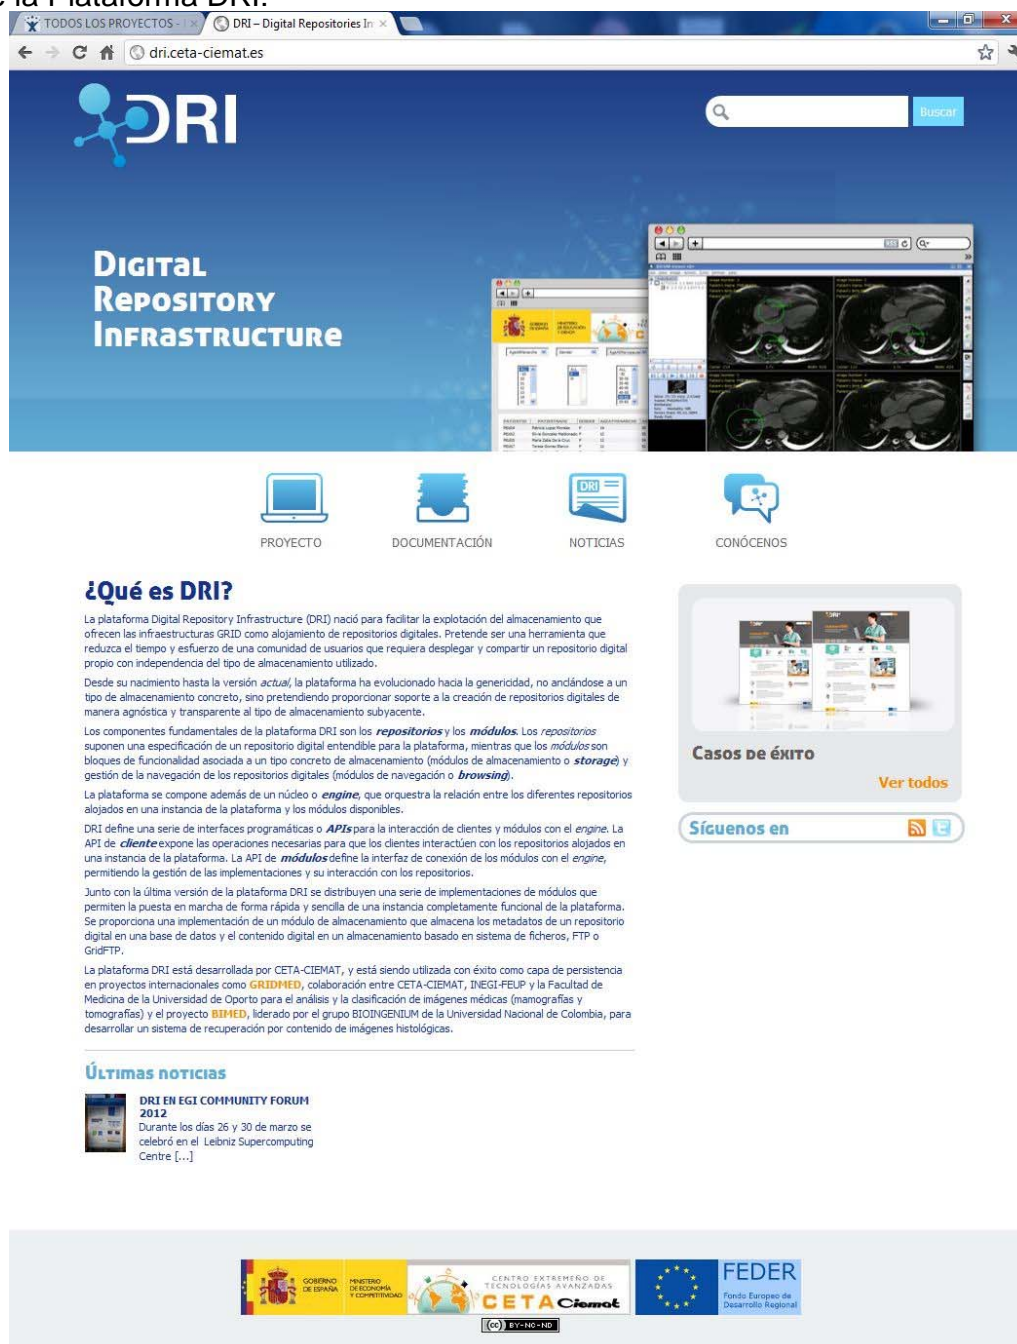 e la Plataforma DRI.
TODOS LOS PROYECTOS - 
DRI – Digital Repositories In
dri.ceta-ciemat.es
DRI
Buscar
Digital
Repository
Infrastructure
PROYECTO
DOCUMENTACIÓN
NOTICIAS
CONÓCENOS
¿Qué es DRI?
La plataforma Digital Repository Infrastructure (DRI) nació para facilitar la explotación del almacenamiento que
ofrecen las infraestructuras GRID como alojamiento de repositorios digitales. Pretende ser una herramienta que
reduzca el tiempo y esfuerzo de una comunidad de usuarios que requiera desplegar y compartir un repositorio digital
propio con independencia del tipo de almacenamiento utilizado.
Desde su nacimiento hasta la versión actual, la plataforma ha evolucionado hacia la genericidad, no anclándose a un
tipo de almacenamiento concreto, sino pretendiendo proporcionar soporte a la creación de repositorios digitales de
manera agnóstica y transparente al tipo de almacenamiento subyacente.
Los componentes fundamentales de la plataforma DRI son los repositorios y los módulos. Los repositorios
suponen una especificación de un repositorio digital entendible para la plataforma, mientras que los módulos son
bloques de funcionalidad asociada a un tipo concreto de almacenamiento (módulos de almacenamiento o storage) y
gestión de la navegación de los repositorios digitales (módulos de navegación o browsing).
La plataforma se compone además de un núcleo o engine, que orquestra la relación entre los diferentes repositorios
alojados en una instancia de la plataforma y los módulos disponibles.
DRI define una serie de interfaces programáticas o APIs para la interacción de clientes y módulos con el engine. La
API de cliente expone las operaciones necesarias para que los clientes interactúen con los repositorios alojados en
una instancia de la plataforma. La API de módulos define la interfaz de conexión de los módulos con el engine,
permitiendo la gestión de las implementaciones y su interacción con los repositorios.
Junto con la última versión de la plataforma DRI se distribuyen una serie de implementaciones de módulos que
permiten la puesta en marcha de forma rápida y sencilla de una instancia completamente funcional de la plataforma.
Se proporciona una implementación de un módulo de almacenamiento que almacena los metadatos de un repositorio
digital en una base de datos y el contenido digital en un almacenamiento basado en sistema de ficheros, FTP o
GridFTP.
La plataforma DRI está desarrollada por CETA-CIEMAT, y está siendo utilizada con éxito como capa de persistencia
en proyectos internacionales como GRIDMED, colaboración entre CETA-CIEMAT, INEGI-FEUP y la Facultad de
Medicina de la Universidad de Oporto para el análisis y la clasificación de imágenes médicas (mamografías y
tomografías) y el proyecto BIMED, liderado por el grupo BIOINGENIUM de la Universidad Nacional de Colombia, para
desarrollar un sistema de recuperación por contenido de imágenes histológicas.
Casos de éxito
Ver todos
Síguenos en
Últimas noticias
DRI EN EGI COMMUNITY FORUM
2012
Durante los días 26 y 30 de marzo se
celebró en el Leibniz Supercomputing
Centre [...]
GOBIERNO
DE ESPAÑA
MINISTERIO
DE ECONOMÍA
Y COMPETITIVIDAD
CENTRO EXTREMEÑO DE
TECNOLOGÍAS AVANZADAS
CETA Ciemat
FEDER
Fondo Europeo de
Desarrollo Regional
(cc) BY-NC-ND